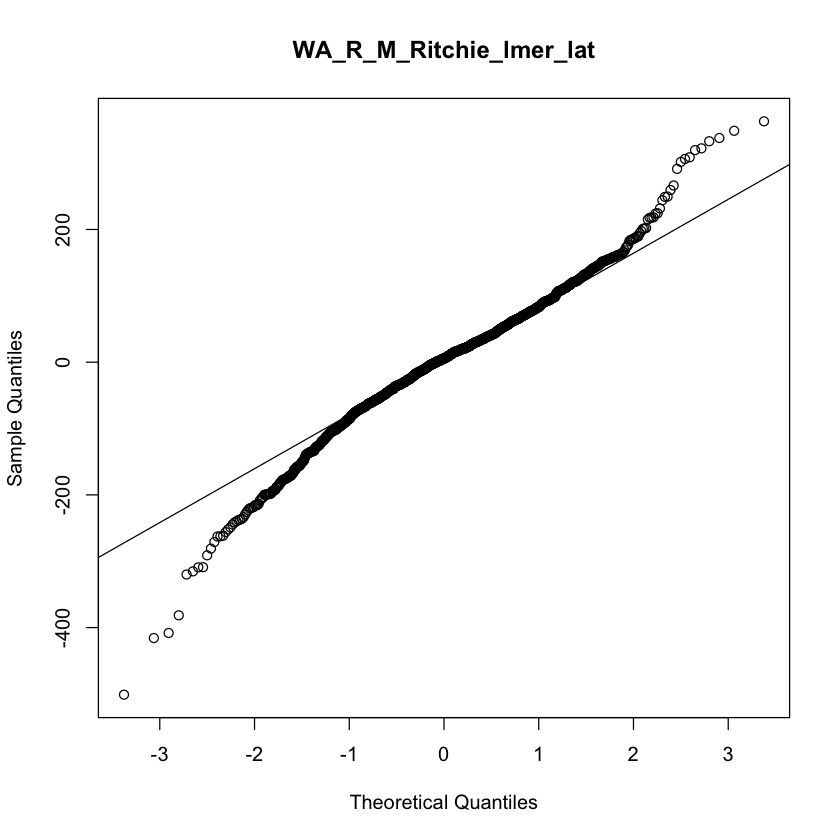 WA_R_M_Ritchie_lmer_lat
200
0
-200
-400
Sample Quantiles
-3 -2 -1 0 1 2 3
Theoretical Quantiles